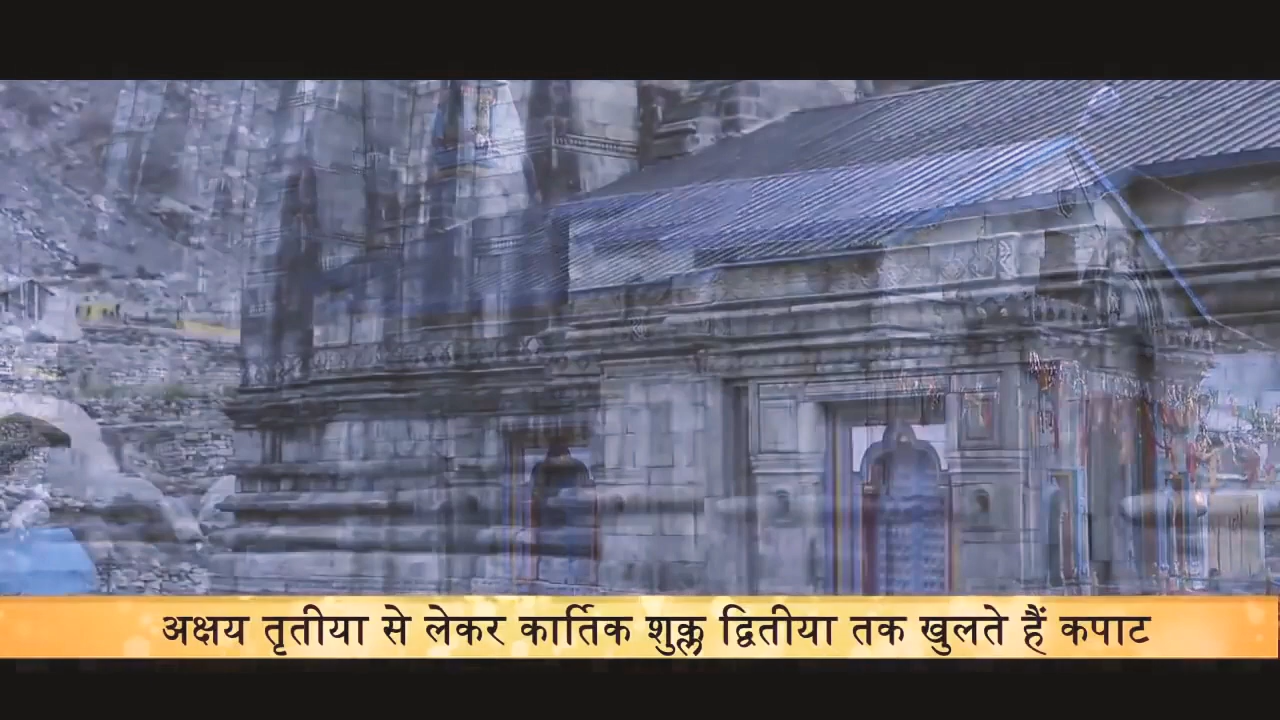 अक्षय तृतीया से लेकर कार्तिक शुक्ल द्वितीया तक खुलते हैं कपाट